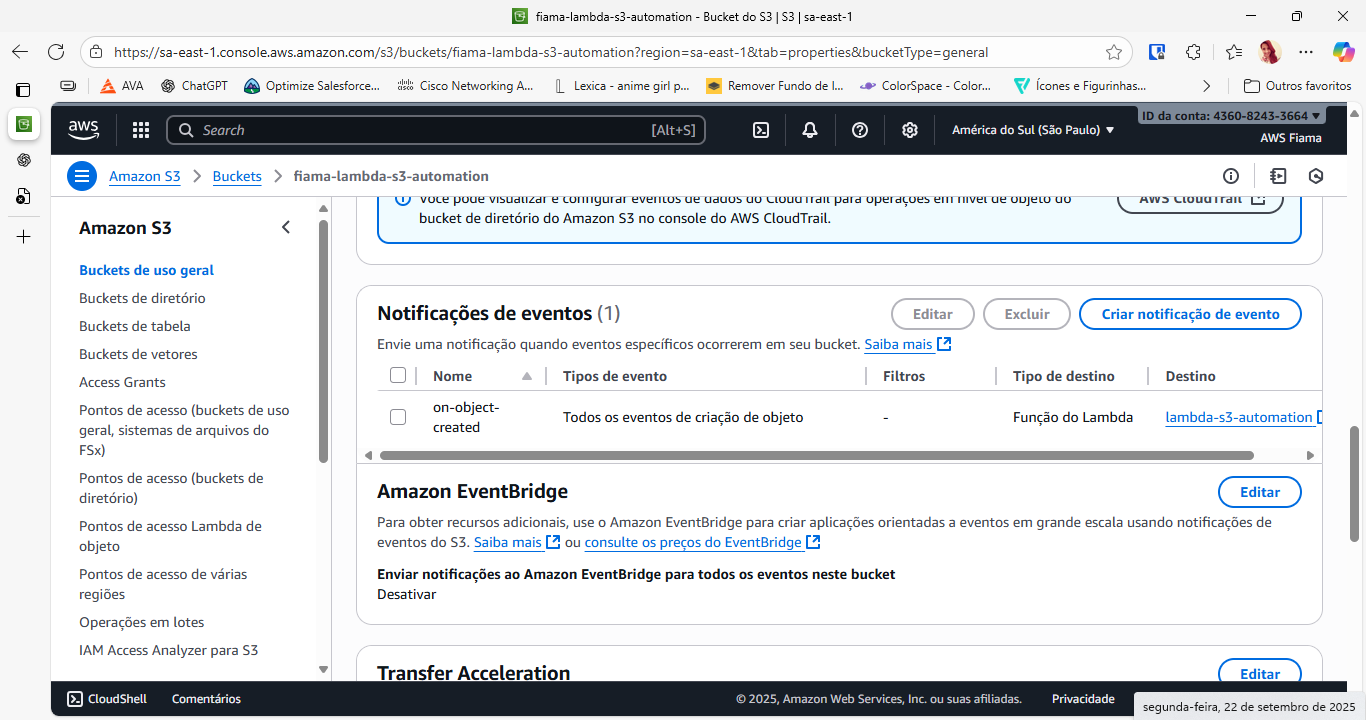 fiama-lambda-s3-automation - Bucket do S3 | S3 | sa-east-1
https://sa-east-1.console.aws.amazon.com/s3/buckets/fiama-lambda-s3-automation?region=sa-east-1&tab=properties&bucketType=general
AVA
ChatGPT
Optimize Salesforce...
Cisco Networking A...
Lexica - anime girl p...
Remover Fundo de I...
ColorSpace - Color...
Ícones e Figurinhas...
Outros favoritos
aws
Search
[Alt+S]
América do Sul (São Paulo)
ID da conta: 4360-8243-3664
AWS Fiama
Amazon S3
Buckets
fiama-lambda-s3-automation
Amazon S3
Buckets de uso geral
Buckets de diretório
Buckets de tabela
Buckets de vetores
Access Grants
Pontos de acesso (buckets de uso
geral, sistemas de arquivos do
FSx)
Pontos de acesso (buckets de
diretório)
Pontos de acesso Lambda de
objeto
Pontos de acesso de várias
regiões
Operações em lotes
IAM Access Analyzer para S3
Você pode visualizar e configurar eventos de dados do CloudTrail para operações em nível de objeto do
bucket de diretório do Amazon S3 no console do AWS CloudTrail.
AWS CloudTrail
Notificações de eventos (1)
Editar
Excluir
Criar notificação de evento
Envie uma notificação quando eventos específicos ocorrerem em seu bucket. Saiba mais
Nome
Tipos de evento
Filtros
Tipo de destino
Destino
on-object-
created
Todos os eventos de criação de objeto
-
Função do Lambda
lambda-s3-automation
Amazon EventBridge
Editar
Para obter recursos adicionais, use o Amazon EventBridge para criar aplicações orientadas a eventos em grande escala usando notificações de
eventos do S3. Saiba mais ou consulte os preços do EventBridge
Enviar notificações ao Amazon EventBridge para todos os eventos neste bucket
Desativar
Transfer Acceleration
Editar
CloudShell
Comentários
© 2025, Amazon Web Services, Inc. ou suas afiliadas.
Privacidade
segunda-feira, 22 de setembro de 2025